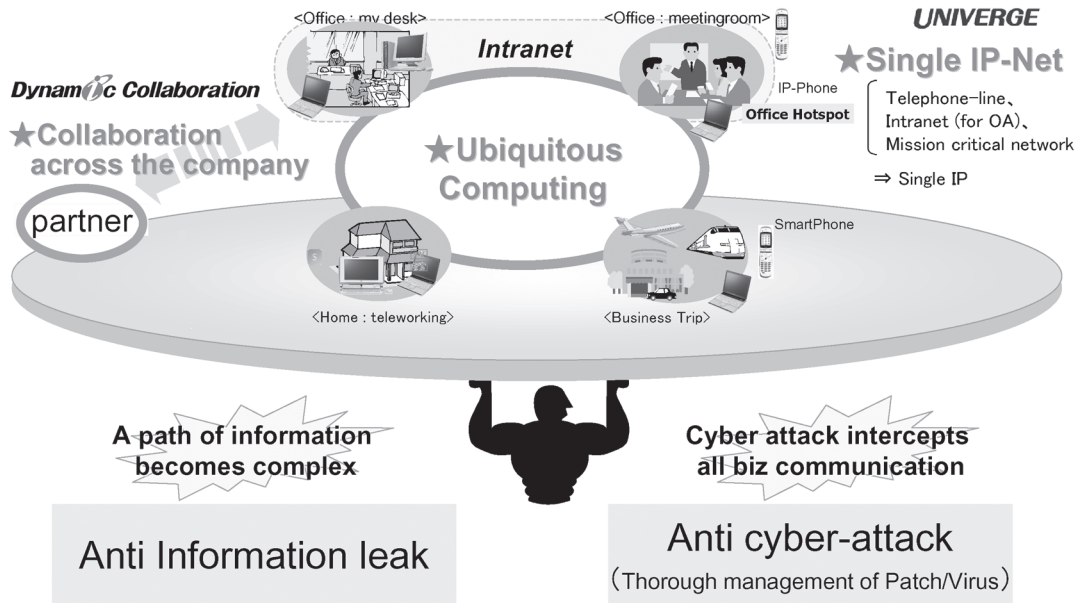 <Office : my desk>
<Office : meetingroom>
UNIVERGE
Intranet
★Single IP-Net
Dynamic Collaboration
IP-Phone
Office Hotspot
Telephone-line、
Intranet (for OA)、
Mission critical network
⇒ Single IP
★Collaboration
across the company
★Ubiquitous
Computing
partner
SmartPhone
<Home : teleworking>
<Business Trip>
A path of information
becomes complex
Cyber attack intercepts
all biz communication
Anti Information leak
Anti cyber-attack
(Thorough management of Patch/Virus)